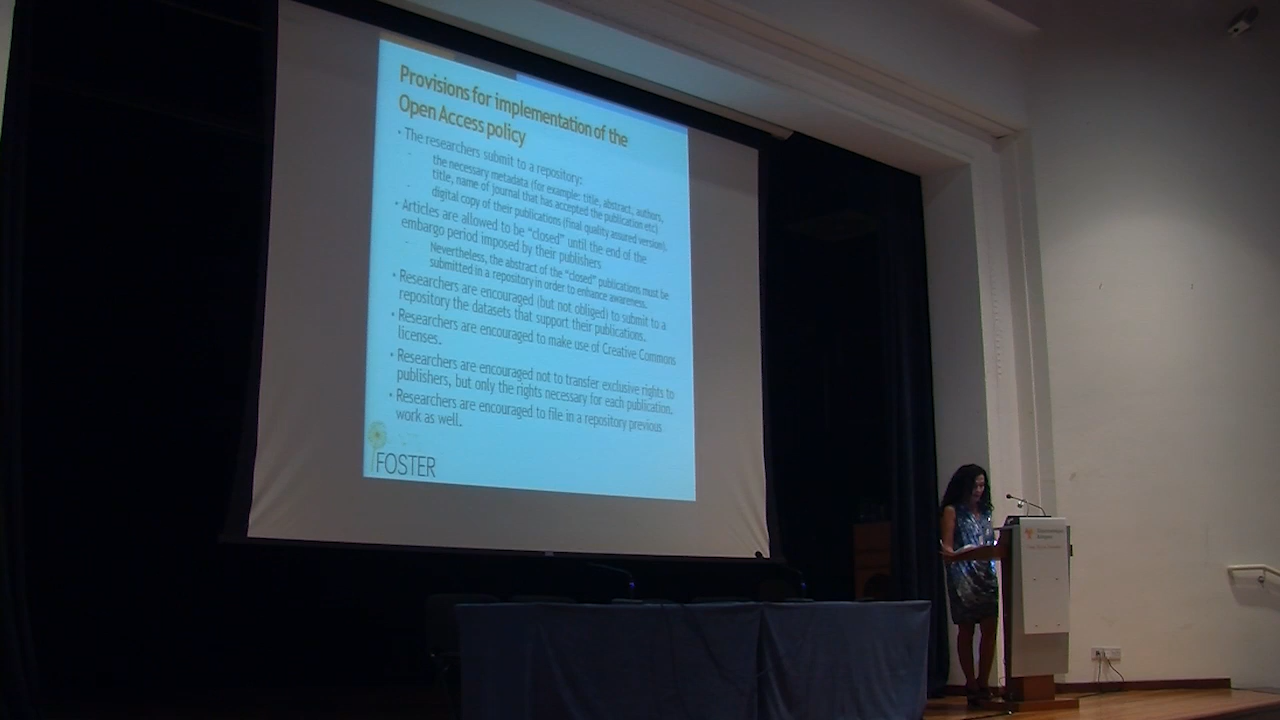 Provisions for implementation of the
Open Access policy
• The researchers submit to a repository:
- the necessary metadata (for example: title, abstract, authors,
title, name of journal that has accepted the publication etc)
- digital copy of their publications (final quality assured version).
• Articles are allowed to be “closed” until the end of the
embargo period imposed by their publishers
- Nevertheless, the abstract of the “closed” publications must be
submitted in a repository in order to enhance awareness.
• Researchers are encouraged (but not obliged) to submit to a
repository the datasets that support their publications.
• Researchers are encouraged to make use of Creative Commons
licenses.
• Researchers are encouraged not to transfer exclusive rights to
publishers, but only the rights necessary for each publication.
• Researchers are encouraged to file in a repository previous
work as well.
FOSTER